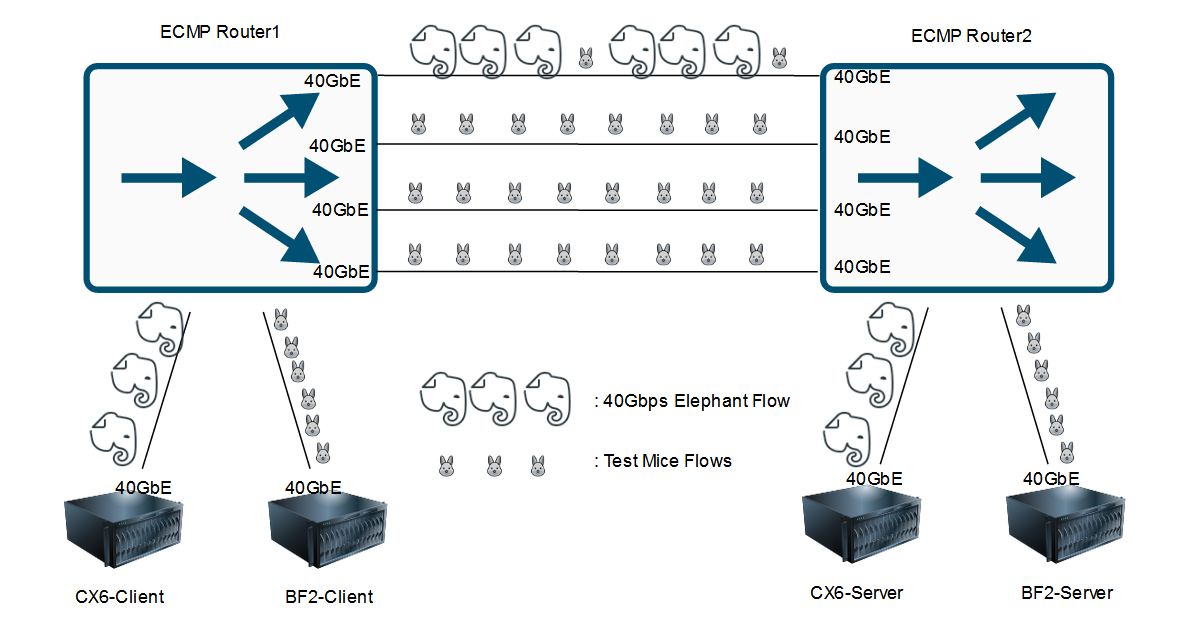 ECMP Router1
ECMP Router2
40GbE
40GbE
40GbE
40GbE
40GbE
40GbE
40GbE
40GbE
: 40Gbps Elephant Flow
: Test Mice Flows
40GbE
40GbE
40GbE
40GbE
CX6-Client
BF2-Client
CX6-Server
BF2-Server